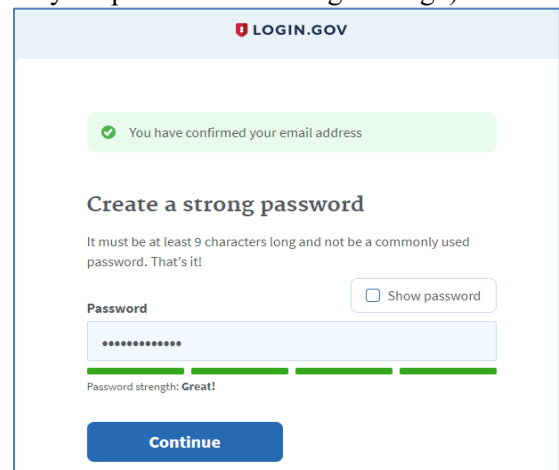 LOGIN.GOV
You have confirmed your email address
Create a strong password
It must be at least 9 characters long and not be a commonly used
password. That's it!
Show password
Password
•••••••••••••
Password strength: Great!
Continue